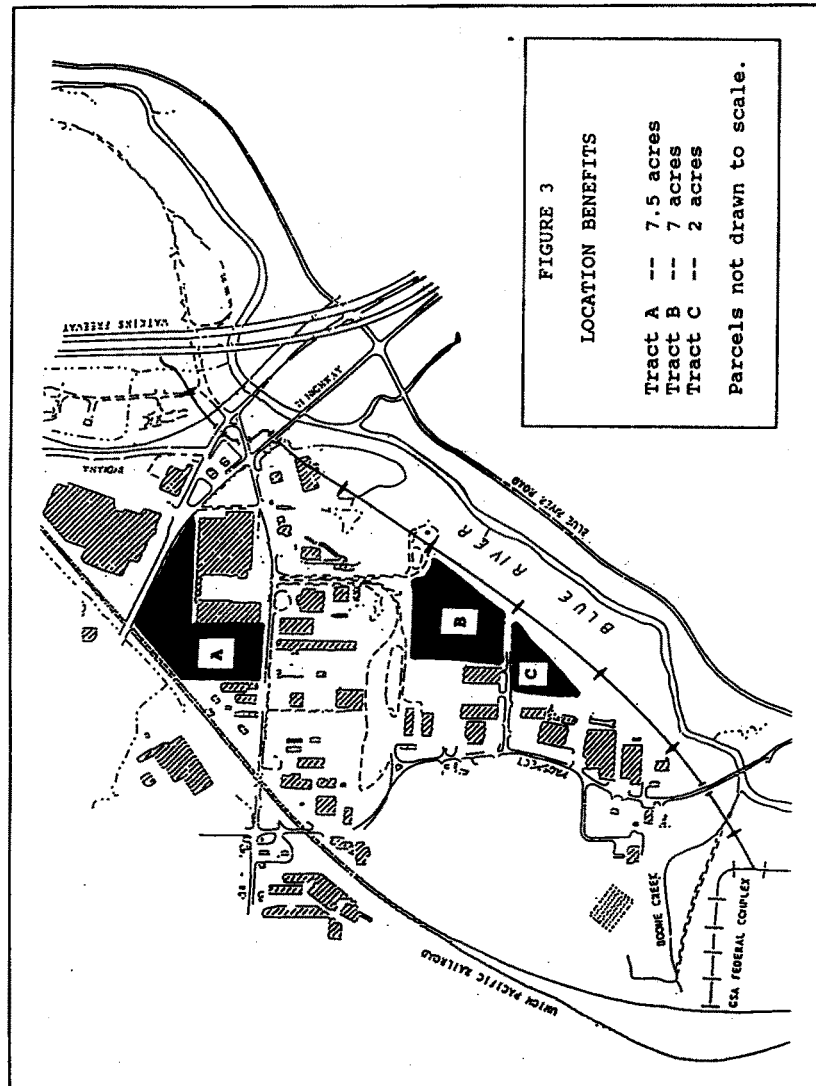 FIGURE 3
LOCATION BENEFITS
Tract A -- 7.5 acres
Tract B -- 7 acres
Tract C -- 2 acres
Parcels not drawn to scale.
WATKINS FREEWAY
71 HIGHWAY
INDIANA
BLUE RIVER ROAD
BLUE RIVER
A
B
C
PROSPECT
UNION PACIFIC RAILROAD
BOONE CREEK
GSA FEDERAL COMPLEX